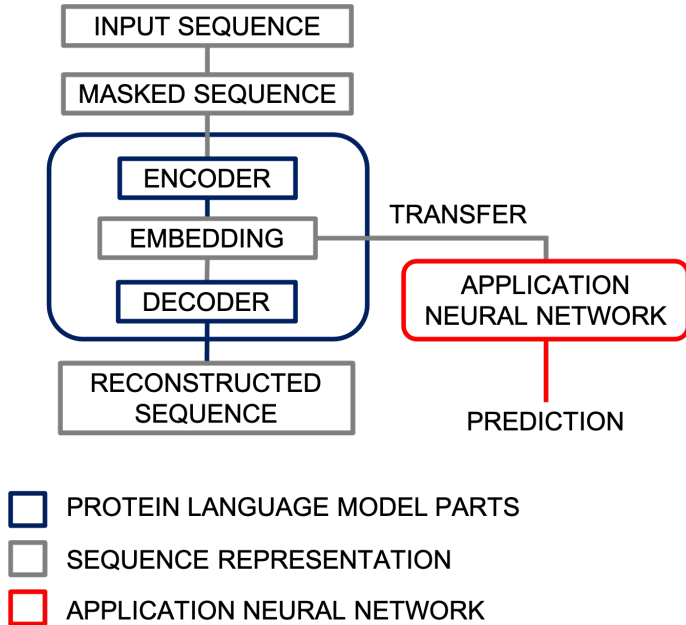 INPUT SEQUENCE
MASKED SEQUENCE
ENCODER
TRANSFER
EMBEDDING
DECODER
APPLICATION
NEURAL NETWORK
RECONSTRUCTED
SEQUENCE
PREDICTION
PROTEIN LANGUAGE MODEL PARTS
SEQUENCE REPRESENTATION
APPLICATION NEURAL NETWORK